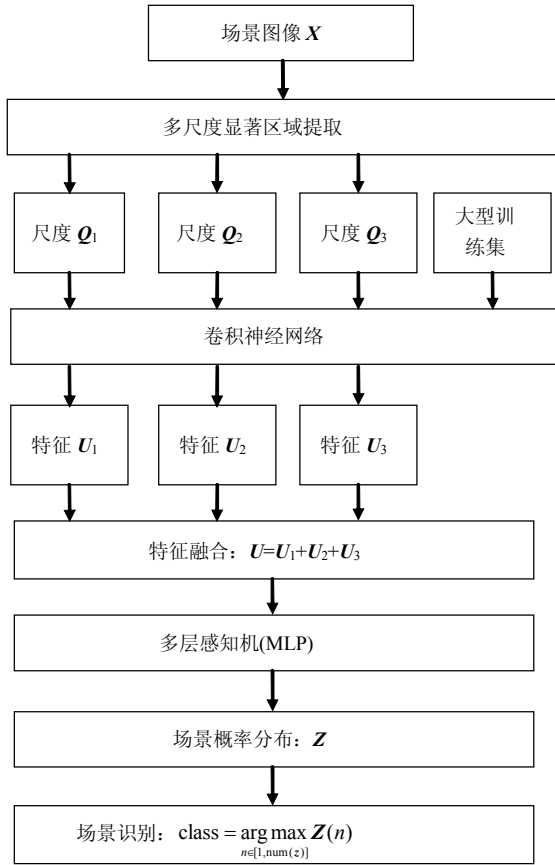 场景图像 X
多尺度显著区域提取
尺度 Q₁
尺度 Q₂
尺度 Q₃
大型训
练集
卷积神经网络
特征 U₁
特征 U₂
特征 U₃
特征融合：U=U₁+U₂+U₃
多层感知机(MLP)
场景概率分布：Z
场景识别：class = arg max Z(n)
n∈[1,num(z)]